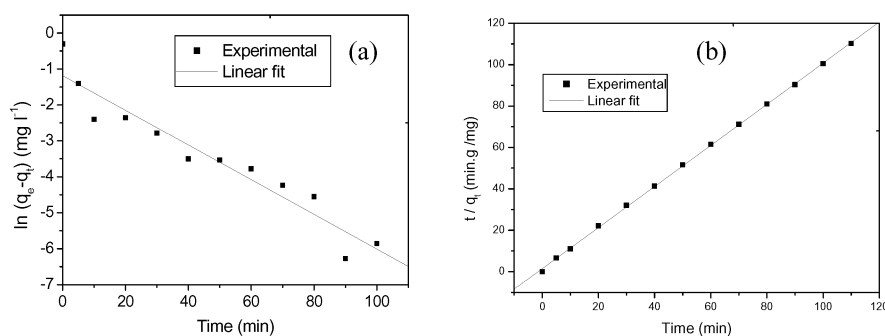 (a)
Experimental
Linear fit
ln (qe-qt) (mg l-1)
0
-1
-2
-3
-4
-5
-6
-7
0 20 40 60 80 100
Time (min)
(b)
Experimental
Linear fit
t / qt (min.g /mg)
120
100
80
60
40
20
0
0 20 40 60 80 100 120
Time (min)